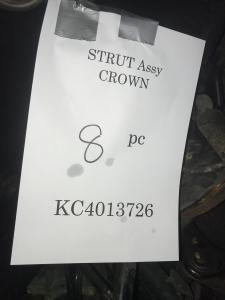 STRUT Assy
CROWN
8 pc
KC4013726